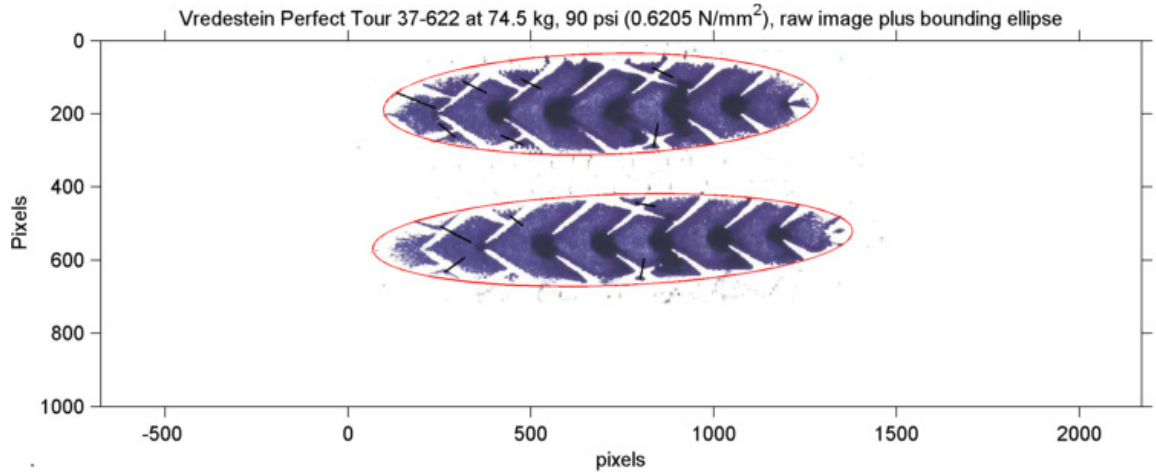 Vredestein Perfect Tour 37-622 at 74.5 kg, 90 psi (0.6205 N/mm²), raw image plus bounding ellipse
0
200
400
600
800
1000
Pixels
-500 0 500 1000 1500 2000
pixels